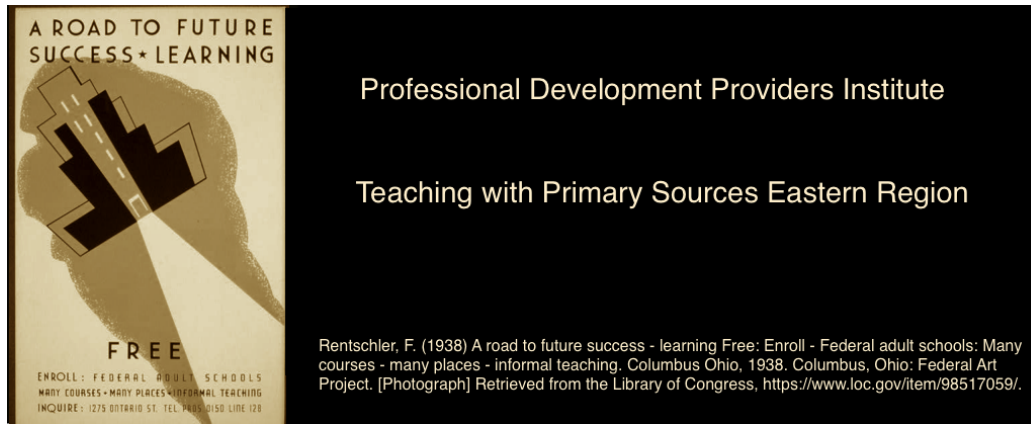 A ROAD TO FUTURE
SUCCESS★LEARNING
FREE
ENROLL: FEDERAL ADULT SCHOOLS
MANY COURSES • MANY PLACES • INFORMAL TEACHING
INQUIRE: 1275 ONTARIO ST. TEL. 0150 LINE 128
Professional Development Providers Institute
Teaching with Primary Sources Eastern Region
Rentschler, F. (1938) A road to future success - learning Free: Enroll - Federal adult schools: Many
courses - many places - informal teaching. Columbus Ohio, 1938. Columbus, Ohio: Federal Art
Project. [Photograph] Retrieved from the Library of Congress, https://www.loc.gov/item/98517059/.